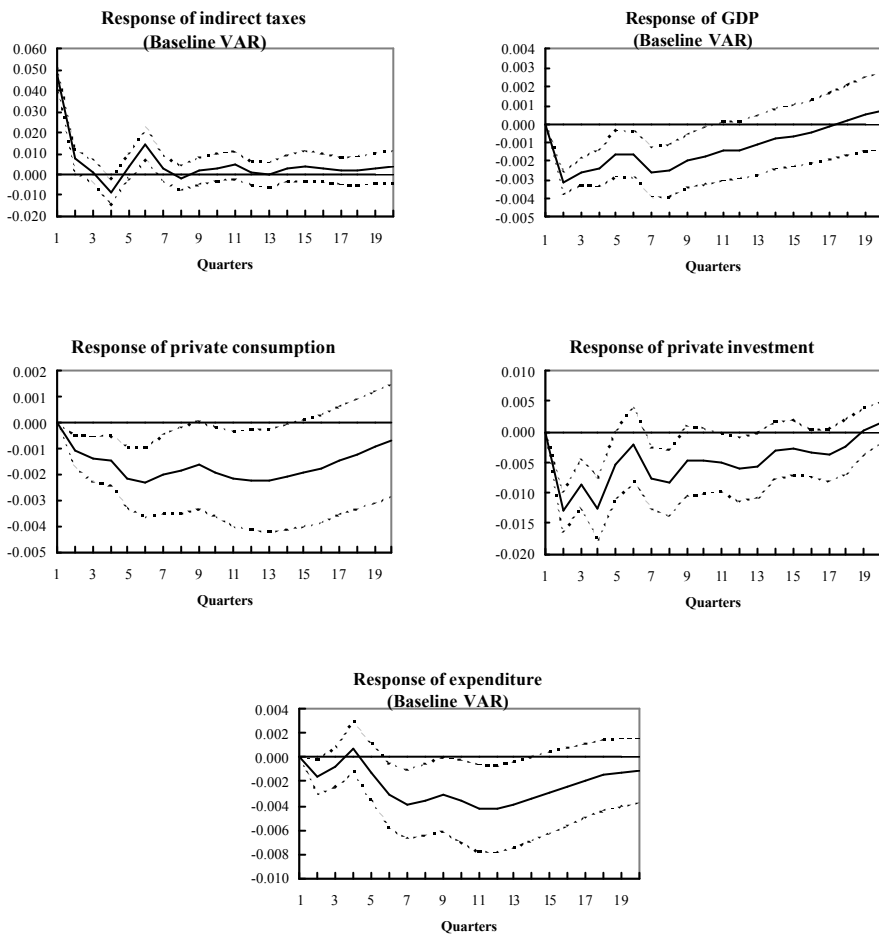 Response of indirect taxes
(Baseline VAR)
0.060
0.050
0.040
0.030
0.020
0.010
0.000
-0.010
-0.020
1 3 5 7 9 11 13 15 17 19
Quarters
Response of GDP
(Baseline VAR)
0.004
0.003
0.002
0.001
0.000
-0.001
-0.002
-0.003
-0.004
-0.005
1 3 5 7 9 11 13 15 17 19
Quarters
Response of private consumption
0.002
0.001
0.000
-0.001
-0.002
-0.003
-0.004
-0.005
1 3 5 7 9 11 13 15 17 19
Quarters
Response of private investment
0.010
0.005
0.000
-0.005
-0.010
-0.015
-0.020
1 3 5 7 9 11 13 15 17 19
Quarters
Response of expenditure
(Baseline VAR)
0.004
0.002
0.000
-0.002
-0.004
-0.006
-0.008
-0.010
1 3 5 7 9 11 13 15 17 19
Quarters